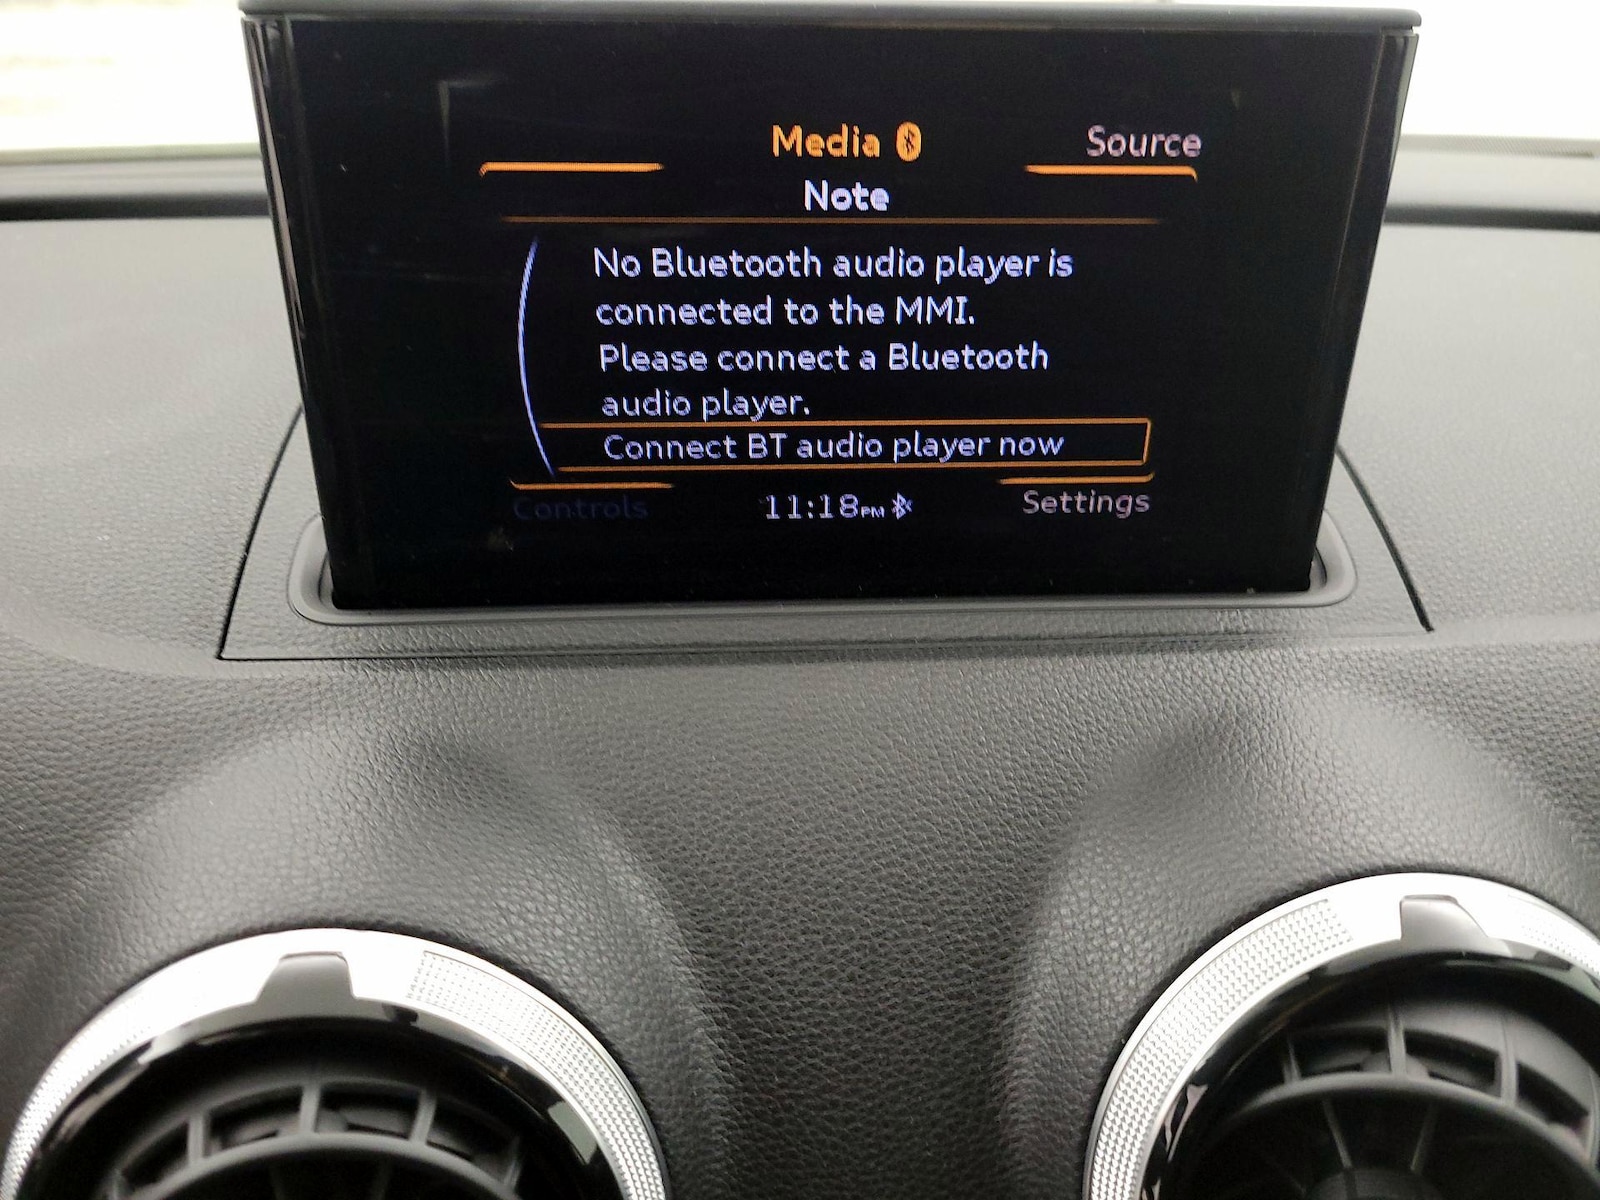 Media
Source
Note
No Bluetooth audio player is
connected to the MMI.
Please connect a Bluetooth
audio player.
Connect BT audio player now
Controls
11:18PM
Settings